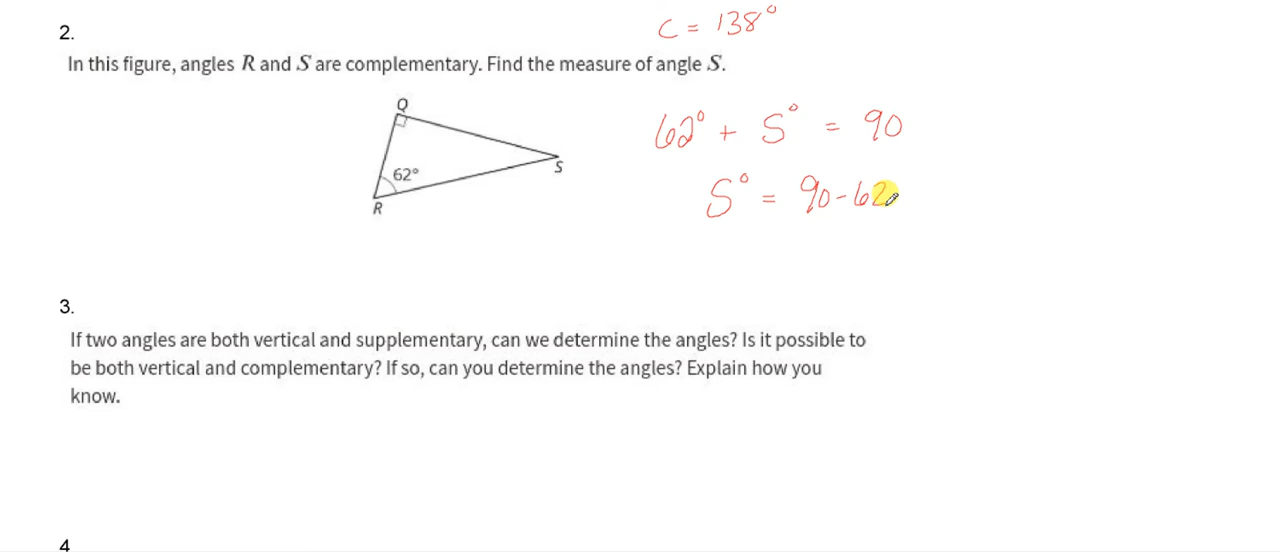 c = 138°
2.
In this figure, angles R and S are complementary. Find the measure of angle S.
Q
62° + S° = 90
S
62°
S° = 90-62
R
3.
If two angles are both vertical and supplementary, can we determine the angles? Is it possible to
be both vertical and complementary? If so, can you determine the angles? Explain how you
know.
4